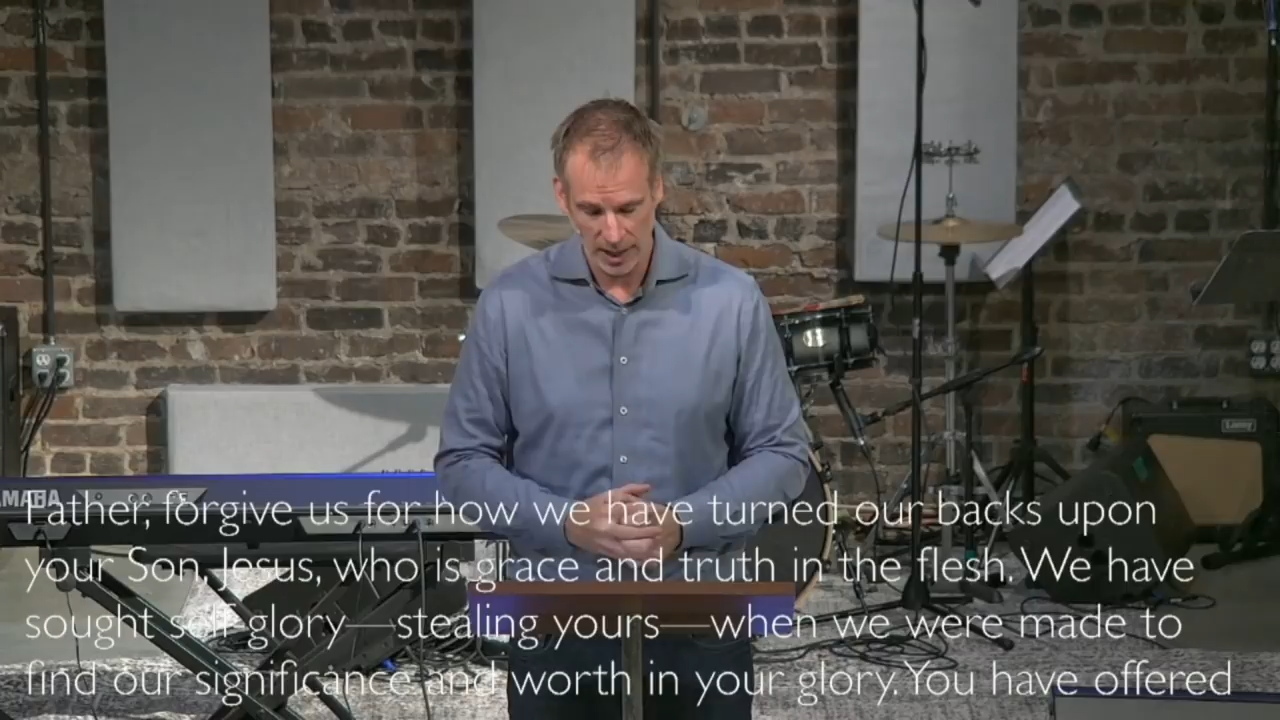 YAMAHA
Laney
Father, forgive us for how we have turned our backs upon
your Son, Jesus, who is grace and truth in the flesh. We have
sought self-glory—stealing yours—when we were made to
find our significance and worth in your glory. You have offered